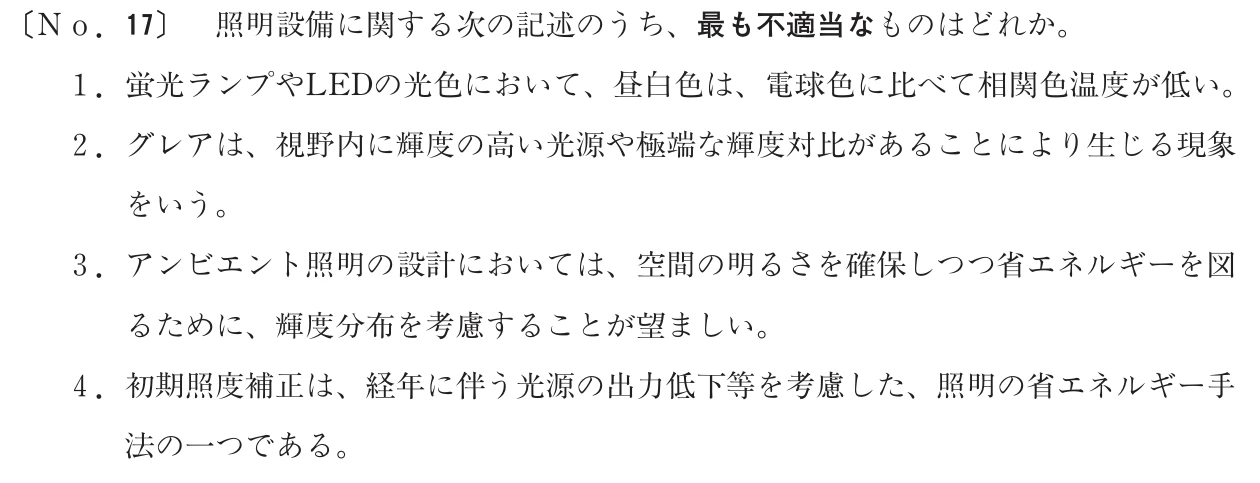 〔Ｎｏ．17〕　照明設備に関する次の記述のうち、最も不適当なものはどれか。
１．蛍光ランプやLEDの光色において、昼白色は、電球色に比べて相関色温度が低い。
２．グレアは、視野内に輝度の高い光源や極端な輝度対比があることにより生じる現象
をいう。
３．アンビエント照明の設計においては、空間の明るさを確保しつつ省エネルギーを図
るために、輝度分布を考慮することが望ましい。
４．初期照度補正は、経年に伴う光源の出力低下等を考慮した、照明の省エネルギー手
法の一つである。